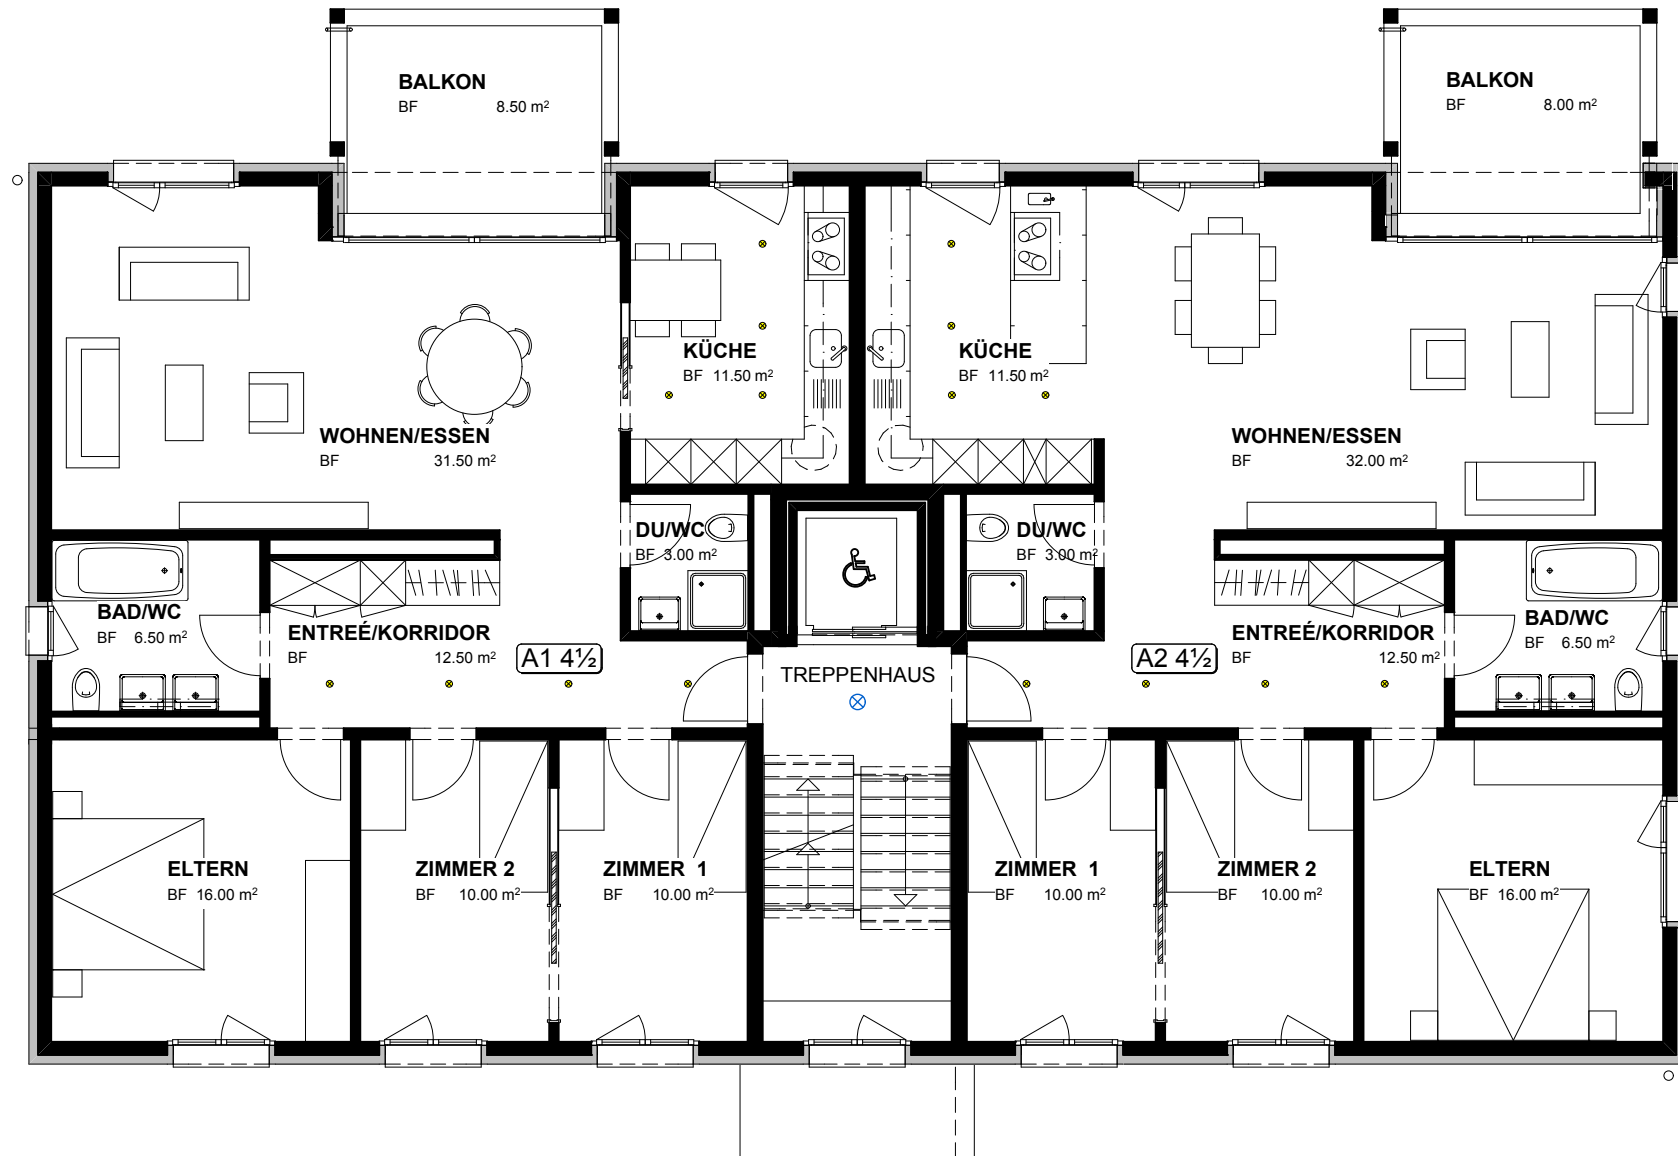 BALKON
BF 8.50 m²
BALKON
BF 8.00 m²
KÜCHE
BF 11.50 m²
KÜCHE
BF 11.50 m²
WOHNEN/ESSEN
BF 31.50 m²
WOHNEN/ESSEN
BF 32.00 m²
DU/WC
BF 3.00 m²
DU/WC
BF 3.00 m²
BAD/WC
BF 6.50 m²
ENTREÉ/KORRIDOR
BF 12.50 m²
A1 4½
TREPPENHAUS
A2 4½
ENTREÉ/KORRIDOR
BF 12.50 m²
BAD/WC
BF 6.50 m²
ELTERN
BF 16.00 m²
ZIMMER 2
BF 10.00 m²
ZIMMER 1
BF 10.00 m²
ZIMMER 1
BF 10.00 m²
ZIMMER 2
BF 10.00 m²
ELTERN
BF 16.00 m²